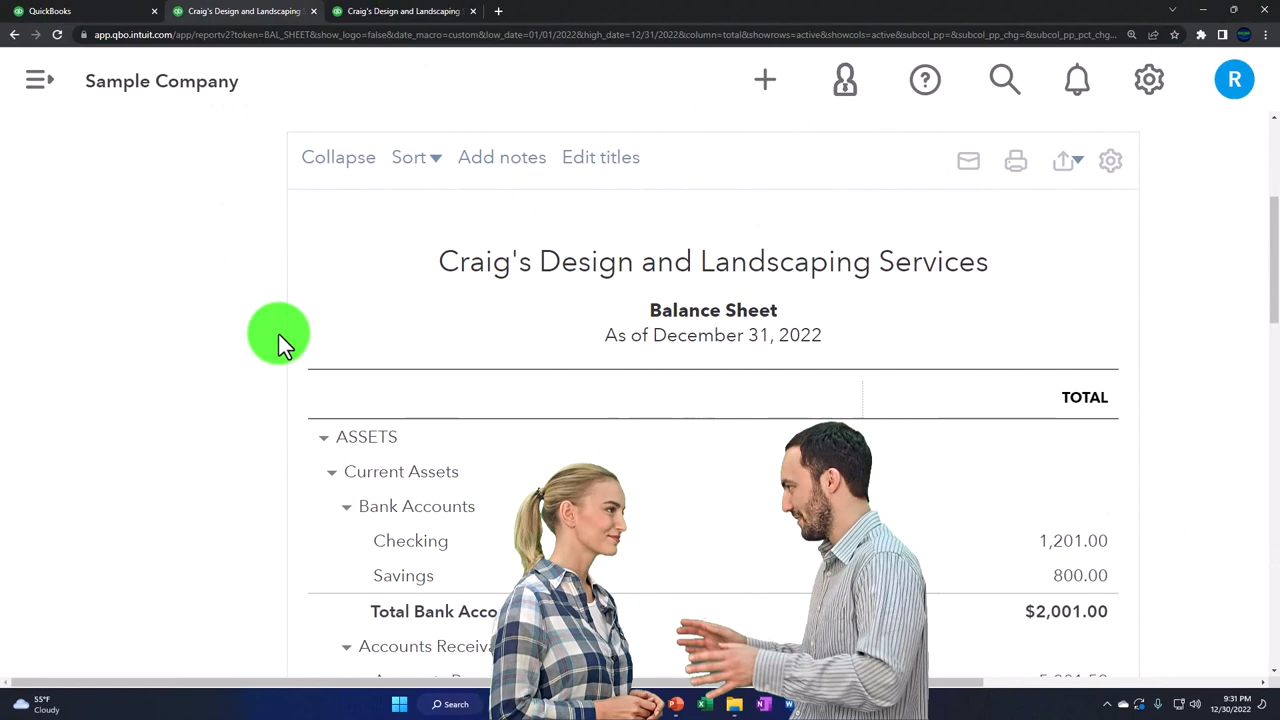 QuickBooks
Craig's Design and Landscaping
Craig's Design and Landscaping
app.qbo.intuit.com/app/reportv2?token=BAL_SHEET&show_logo=false&date_macro=custom&low_date=01/01/2022&high_date=12/31/2022&column=total&showrows=active&showcols=active&subcol_pp=&subcol_pp_chg=&subcol_pp_pct_chg...
Sample Company
R
Collapse
Sort
Add notes
Edit titles
Craig's Design and Landscaping Services
Balance Sheet
As of December 31, 2022
TOTAL
ASSETS
Current Assets
Bank Accounts
Checking 1,201.00
Savings 800.00
Total Bank Acco $2,001.00
Accounts Receiv
55°F
Cloudy
Search
9:31 PM
12/30/2022